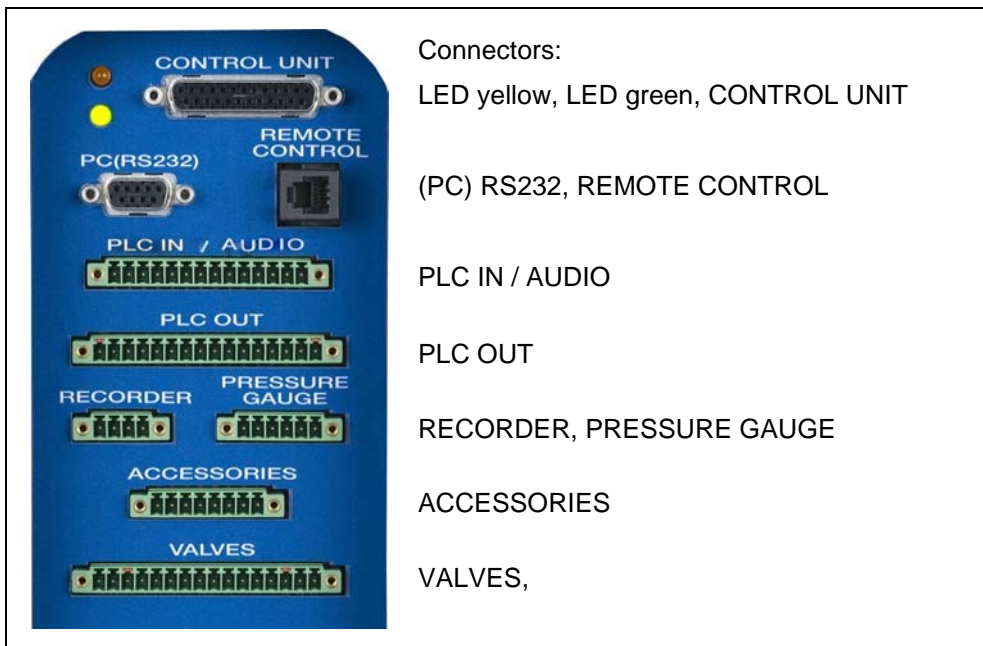 CONTROL UNIT
REMOTE
CONTROL
PC(RS232)
PLC IN / AUDIO
PLC OUT
RECORDER
PRESSURE
GAUGE
ACCESSORIES
VALVES
Connectors:
LED yellow, LED green, CONTROL UNIT
(PC) RS232, REMOTE CONTROL
PLC IN / AUDIO
PLC OUT
RECORDER, PRESSURE GAUGE
ACCESSORIES
VALVES,